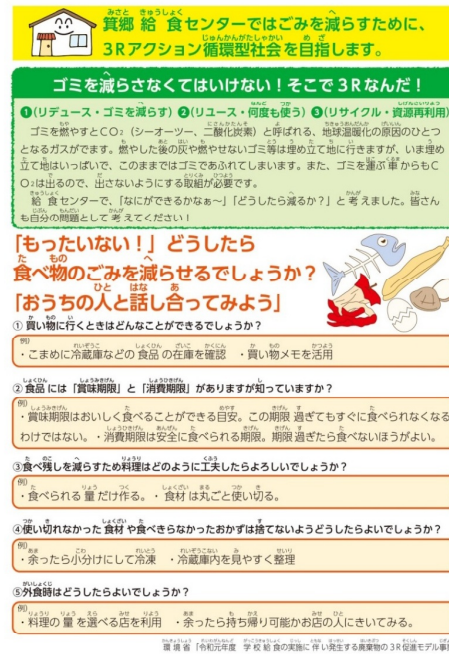 箕郷給食センターではごみを減らすために、
3Rアクション循環型社会を目指します。
ゴミを減らさなくてはいけない！そこで3Rなんだ！
❶(リデュース・ゴミを減らす) ❷(リユース・何度も使う) ❸(リサイクル・資源再利用)
ゴミを燃やすとCO₂（シーオーツー、二酸化炭素）と呼ばれる、地球温暖化の原因のひとつ
となるガスがでます。燃やした後の灰や燃やせないゴミ等は埋め立て地に行きますが、いま埋め
立て地はいっぱいで、このままではゴミであふれてしまいます。また、ゴミを運ぶ車からもC
O₂は出るので、出さないようにする取組が必要です。
給食センターで、「なにができるかなぁ～」「どうしたら減るか？」と考えました。皆さん
も自分の問題として考えてください！
「もったいない！」どうしたら
食べ物のごみを減らせるでしょうか？
「おうちの人と話し合ってみよう」
① 買い物に行くときはどんなことができるでしょうか？
例)
・こまめに冷蔵庫などの食品の在庫を確認　・買い物メモを活用
② 食品には「賞味期限」と「消費期限」がありますが知っていますか？
例)
・賞味期限はおいしく食べることができる目安。この期限過ぎてもすぐに食べられなくなる
わけではない。・消費期限は安全に食べられる期限。期限過ぎたら食べないほうがよい。
③食べ残しを減らすため料理はどのように工夫したらよろしいでしょうか？
例)
・食べられる量だけ作る。・食材は丸ごと使い切る。
④使い切れなかった食材や食べきらなかったおかずは捨てないようどうしたらよいでしょうか？
例)
・余ったら小分けにして冷凍　・冷蔵庫内を見やすく整理
⑤外食時はどうしたらよいでしょうか？
例)
・料理の量を選べる店を利用　・余ったら持ち帰り可能かお店の人にきいてみる。
環境省「令和元年度　学校給食の実施に伴い発生する廃棄物の3R促進モデル事